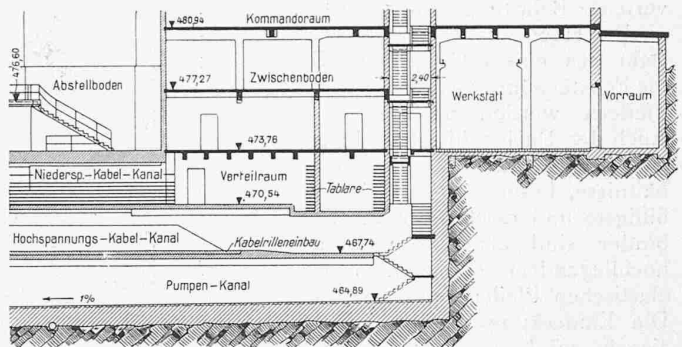 480,94
Kommandoraum
476,60
Abstellboden
477,27
Zwischenboden
2,40
Werkstatt
Vorraum
473,76
Niedersp.-Kabel-Kanal
Verteilraum
Tablare
470,54
Hochspannungs-Kabel-Kanal
Kabelrilleneinbau
467,74
Pumpen-Kanal
464,69
1%